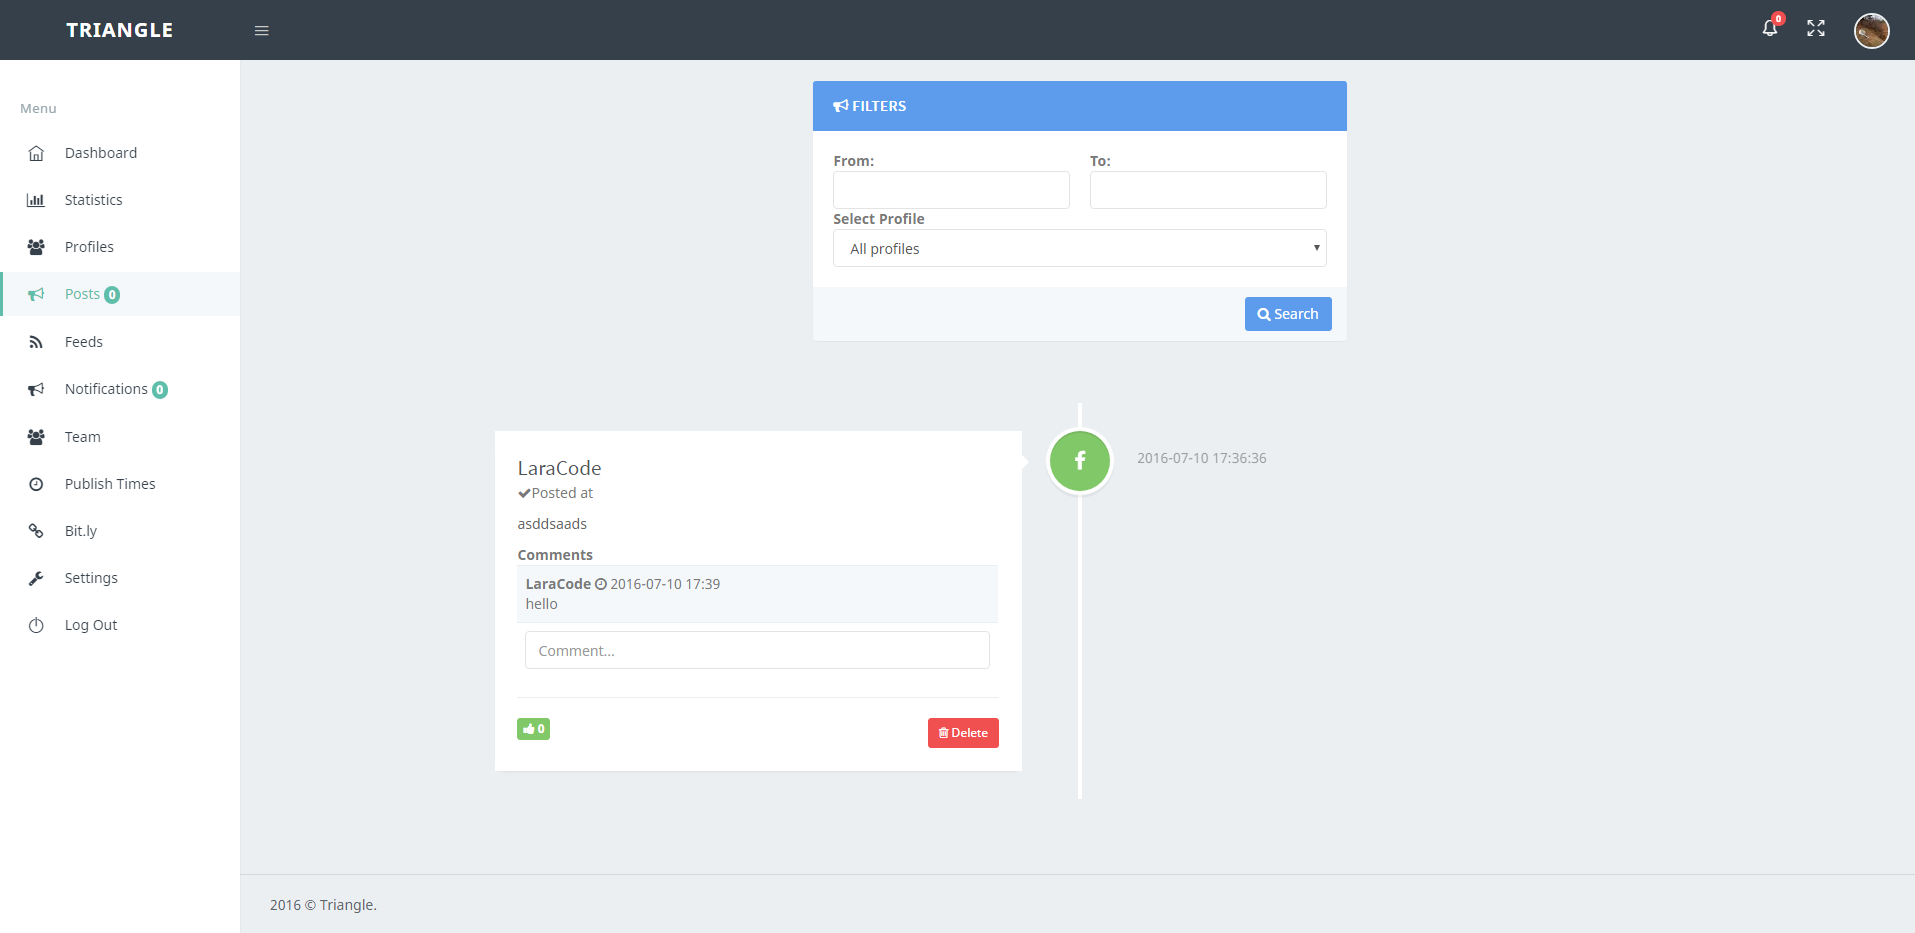 TRIANGLE
0
Menu
Dashboard
Statistics
Profiles
Posts 0
Feeds
Notifications 0
Team
Publish Times
Bit.ly
Settings
Log Out
FILTERS
From: To:
Select Profile
All profiles
Search
LaraCode
Posted at
asddsaads
Comments
LaraCode 2016-07-10 17:39
hello
Comment...
0
Delete
2016-07-10 17:36:36
2016 © Triangle.